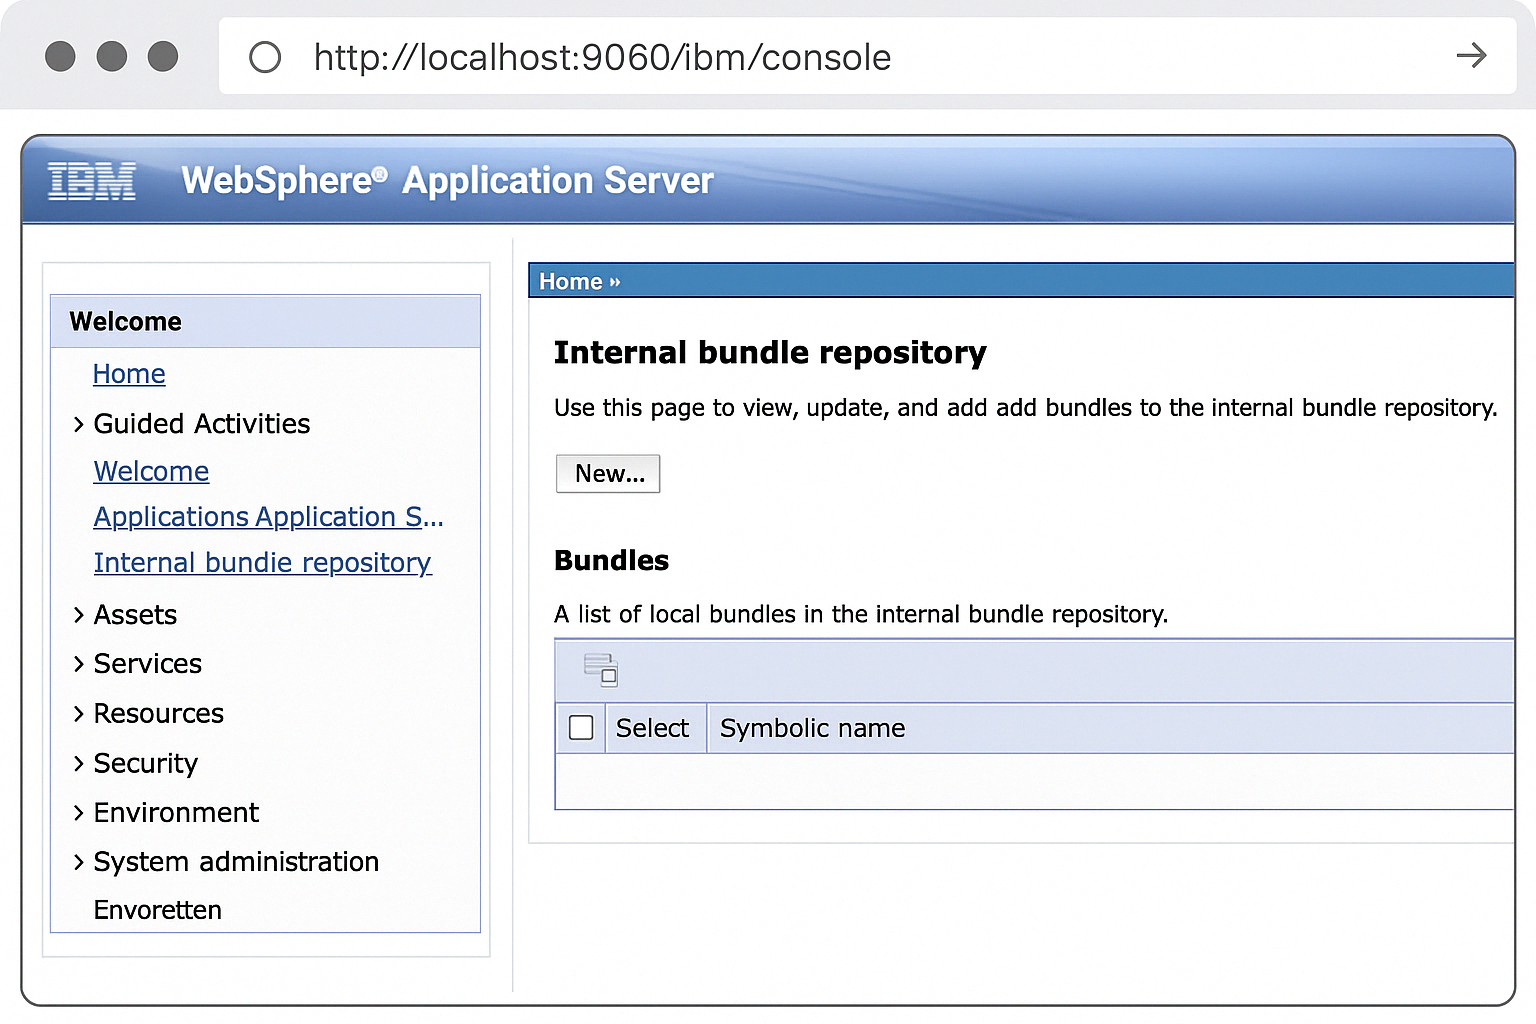 http://localhost:9060/ibm/console
IBM WebSphere® Application Server
Welcome
Home
Guided Activities
Welcome
Applications Application S...
Internal bundie repository
Assets
Services
Resources
Security
Environment
System administration
Envoretten
Home »
Internal bundle repository
Use this page to view, update, and add add bundles to the internal bundle repository.
New...
Bundles
A list of local bundles in the internal bundle repository.
Select Symbolic name